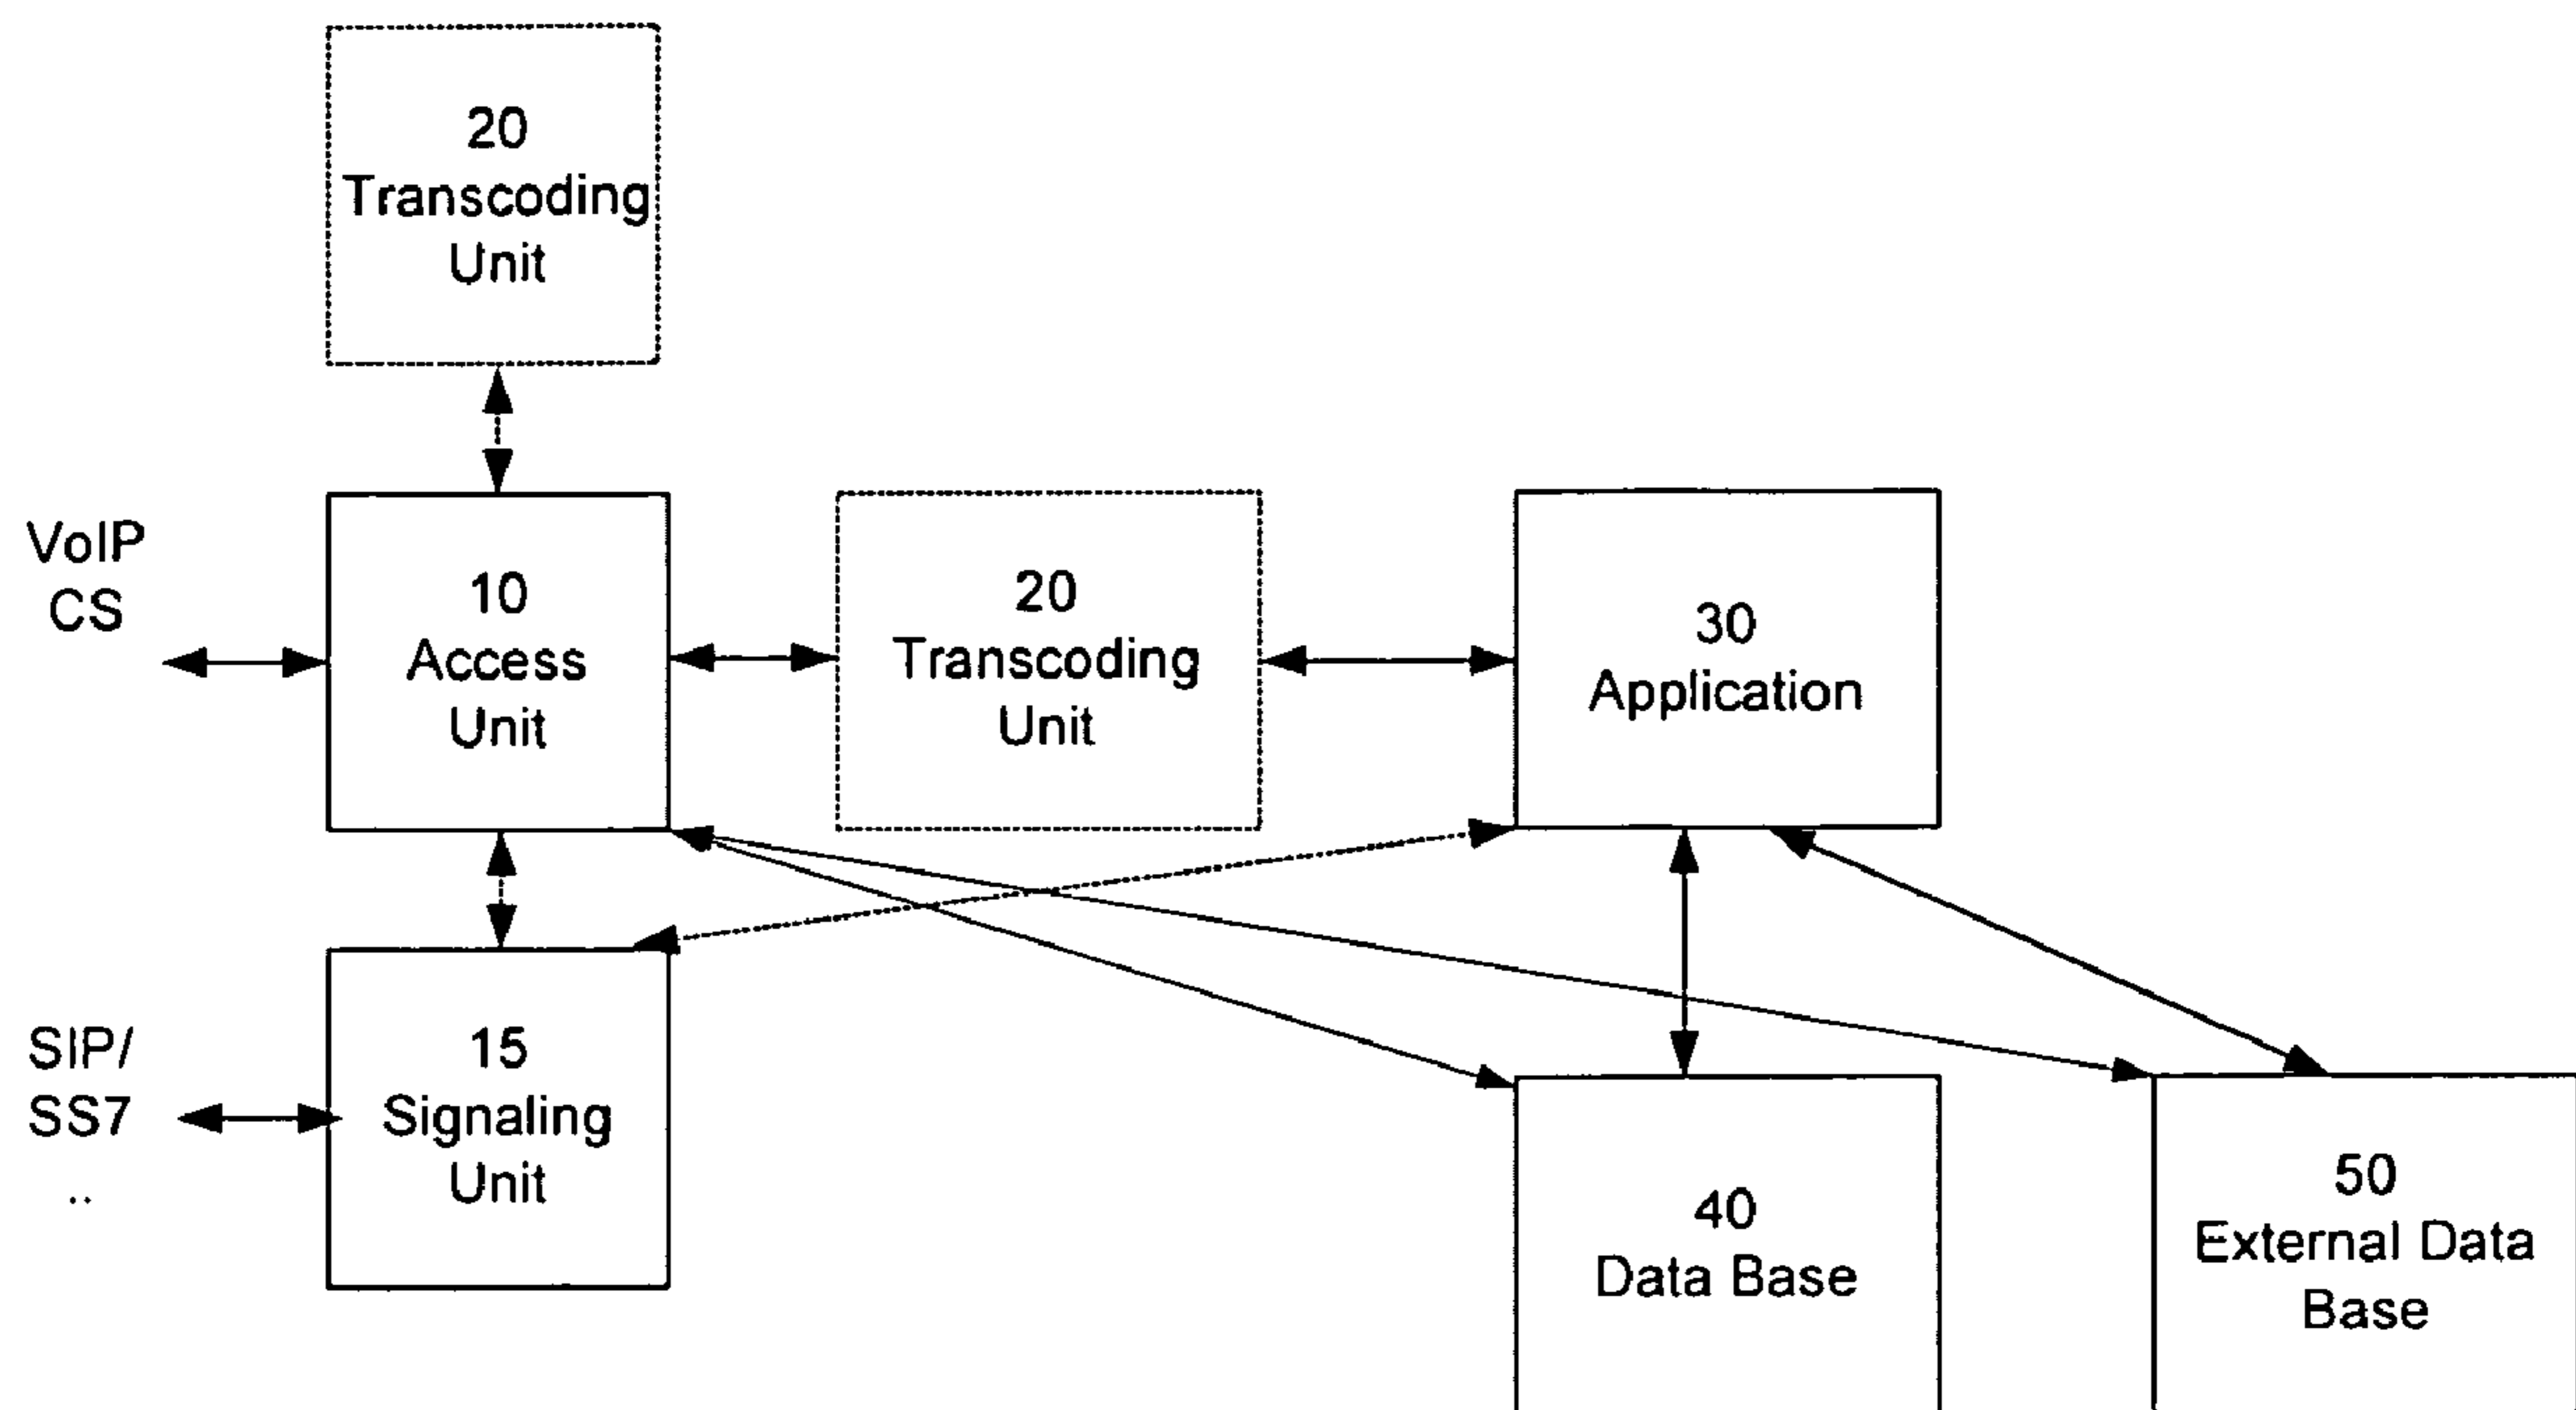 20
Transcoding
Unit
VoIP
CS
10
Access
Unit
20
Transcoding
Unit
30
Application
SIP/
SS7
..
15
Signaling
Unit
40
Data Base
50
External Data
Base